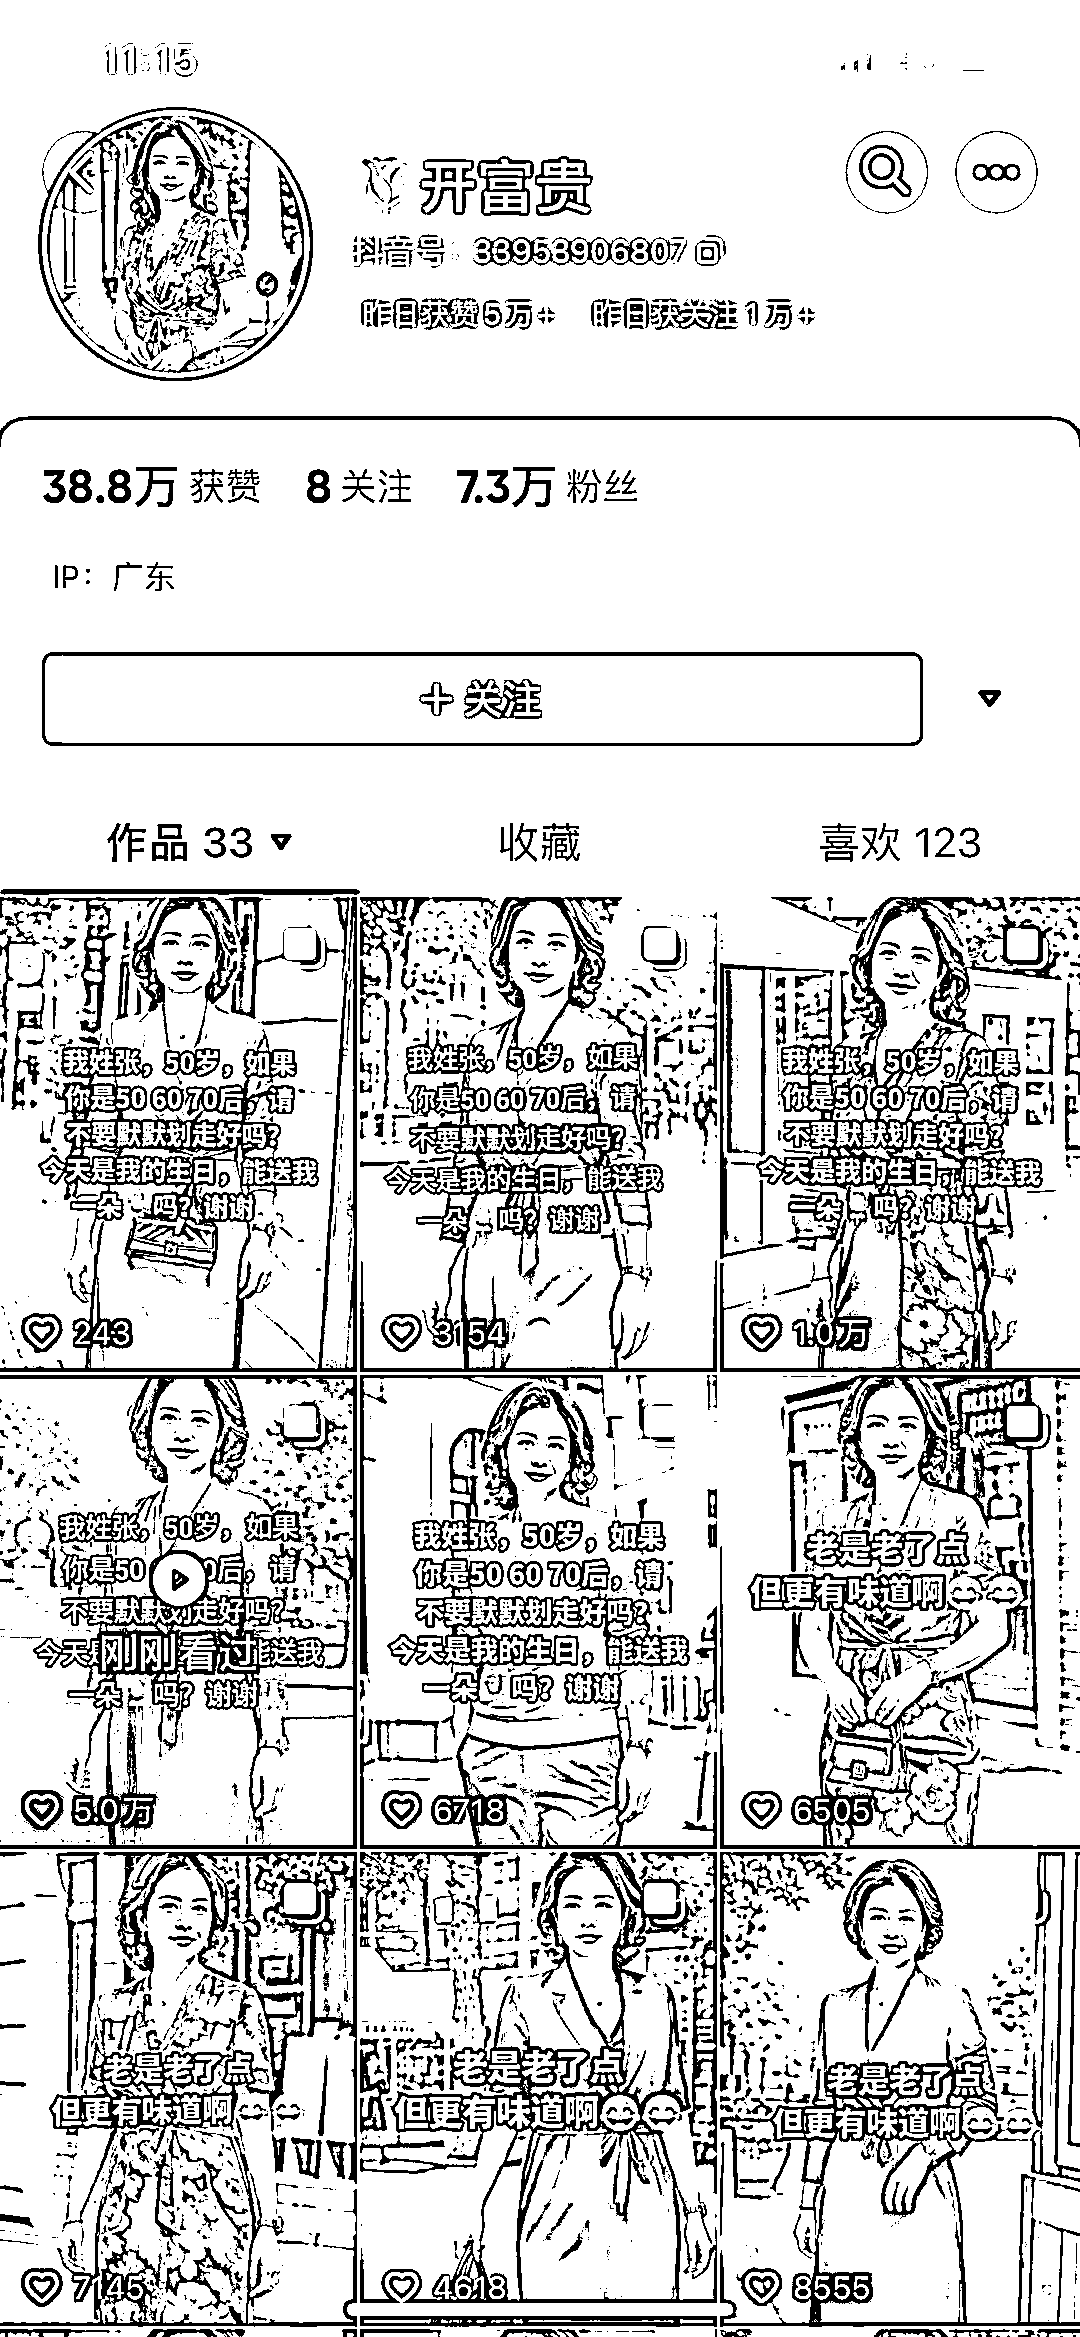 11:15
开富贵
抖音号：33958906807
昨日获赞5万+ 昨日获关注1万+
38.8万 获赞 8 关注 7.3万 粉丝
IP：广东
+ 关注
作品 33 收藏 喜欢 123
我姓张，50岁，如果
你是50 60 70后，请
不要默默划走好吗？
今天是我的生日，能送我
一朵 吗？谢谢
243
我姓张，50岁，如果
你是50 60 70后，请
不要默默划走好吗？
今天是我的生日，能送我
一朵 吗？谢谢
3154
我姓张，50岁，如果
你是50 60 70后，请
不要默默划走好吗？
今天是我的生日，能送我
一朵 吗？谢谢
1.0万
我姓张，50岁，如果
你是50 0后，请
不要默默划走好吗？
今天 能送我
刚刚看过
一朵 吗？谢谢
5.0万
我姓张，50岁，如果
你是50 60 70后，请
不要默默划走好吗？
今天是我的生日，能送我
一朵 吗？谢谢
6718
老是老了点
但更有味道啊😂😂
6505
老是老了点
但更有味道啊😂😂
7145
老是老了点
但更有味道啊😂😂
4618
老是老了点
但更有味道啊😂😂
8555